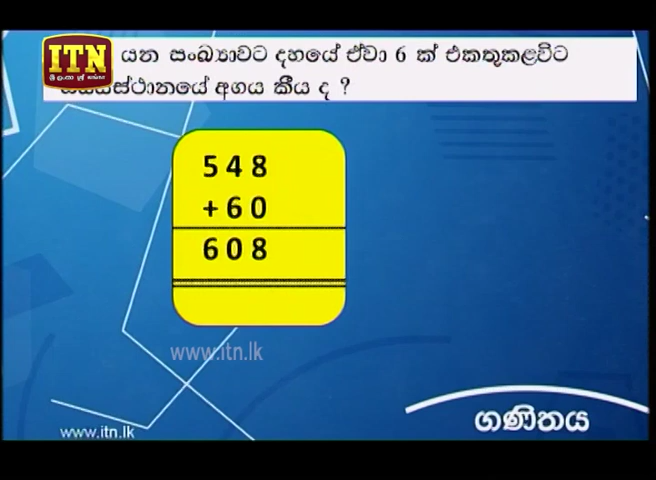 ITN
ශ්‍රී ලංකා
යන සංඛ්‍යාවට දහයේ ඒවා 6 ක් එකතුකළවිට
අගය කීය ද ?
548
+60
608
www.itn.lk
www.itn.lk
ගණිතය